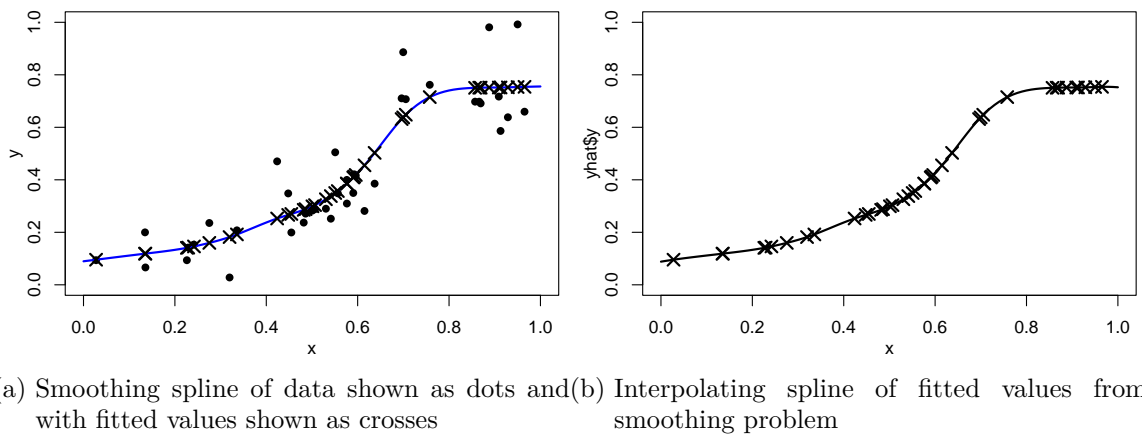 0.0 0.2 0.4 0.6 0.8 1.0
y
0.0 0.2 0.4 0.6 0.8 1.0
x
0.0 0.2 0.4 0.6 0.8 1.0
yhat$y
0.0 0.2 0.4 0.6 0.8 1.0
x
a) Smoothing spline of data shown as dots and
with fitted values shown as crosses
(b) Interpolating spline of fitted values from
smoothing problem